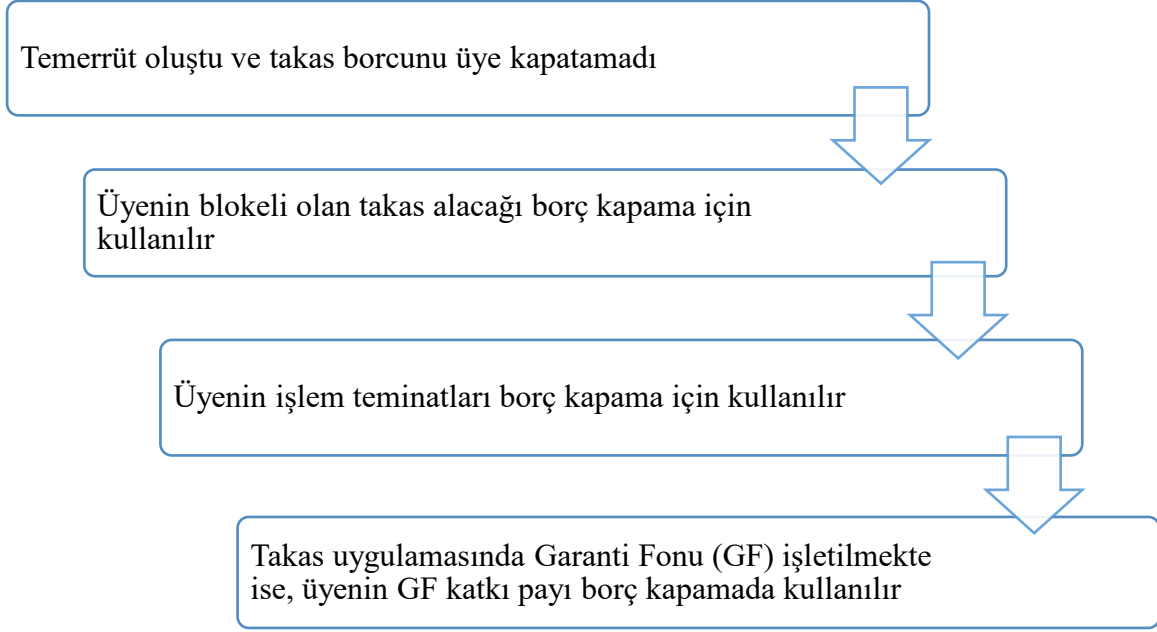 Temerrüt oluştu ve takas borcunu üye kapatamadı
Üyenin blokeli olan takas alacağı borç kapama için
kullanılır
Üyenin işlem teminatları borç kapama için kullanılır
Takas uygulamasında Garanti Fonu (GF) işletilmekte
ise, üyenin GF katkı payı borç kapamada kullanılır